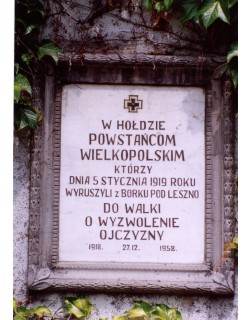 W HOŁDZIE
POWSTAŃCOM
WIELKOPOLSKIM
KTÓRZY
DNIA 5 STYCZNIA 1919 ROKU
WYRUSZYLI Z BORKU POD LESZNO
DO WALKI
O WYZWOLENIE
OJCZYZNY
1918. 27.12. 1958.